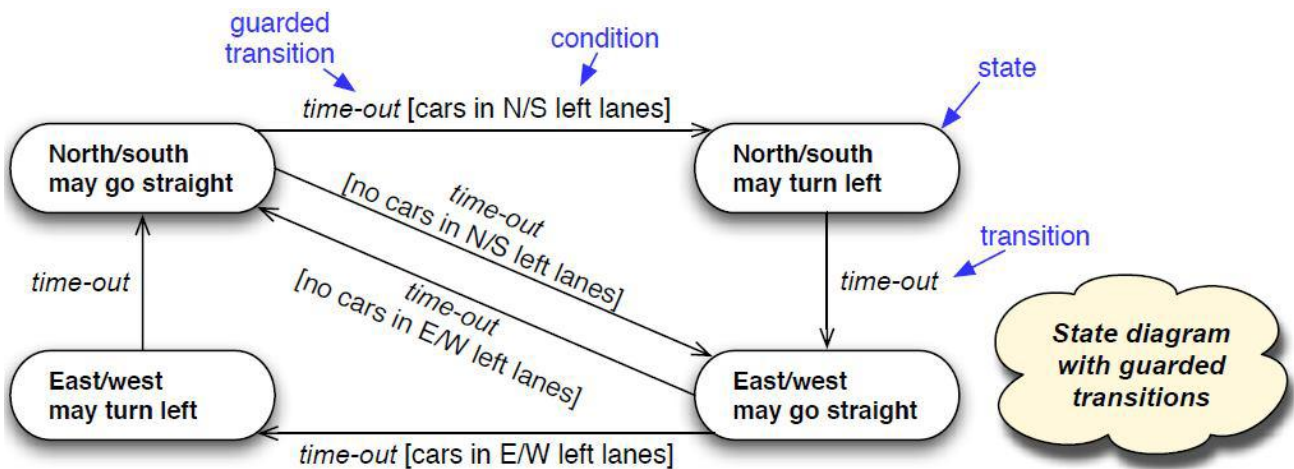 guarded
transition
condition
state
time-out [cars in N/S left lanes]
North/south
may go straight
North/south
may turn left
time-out
[no cars in N/S left lanes]
transition
time-out
time-out
time-out
[no cars in E/W left lanes]
State diagram
with guarded
transitions
East/west
may turn left
East/west
may go straight
time-out [cars in E/W left lanes]